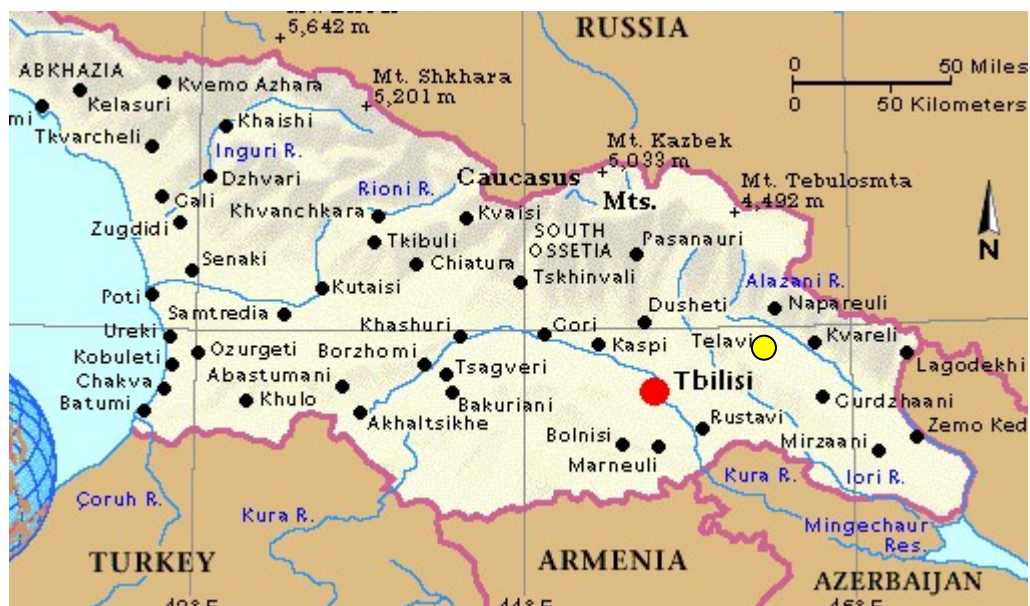 5,642 m
RUSSIA
0 50 Miles
0 50 Kilometers
ABKHAZIA
Kvemo Azhara
Mt. Shkhara
5,201 m
Kelasuri
mi
Khaishi
Tkvarcheli
Inguri R.
Mt. Kazbek
5,033 m
Dzhvari
Rioni R.
Caucasus
Mts.
Mt. Tebulosmta
4,492 m
Gali
Khvanchkara
Kvaisi
Zugdidi
Tkibuli
SOUTH
OSSETIA
Pasanauri
N
Senaki
Chiatura
Tskhinvali
Alazani R.
Poti
Kutaisi
Napareuli
Samtredia
Dusheti
Ureki
Khashuri
Gori
Telavi
Kvareli
Kobuleti
Ozurgeti
Borzhomi
Kaspi
Lagodekhi
Chakva
Abastumani
Tsagveri
Tbilisi
Batumi
Khulo
Bakuriani
Gurdzhaani
Akhaltsikhe
Rustavi
Zemo Ked
Bolnisi
Mirzaani
Marneuli
Çoruh R.
Kura R.
Kura R.
Iori R.
Mingechaur
Res.
TURKEY
ARMENIA
AZERBAIJAN
44°E